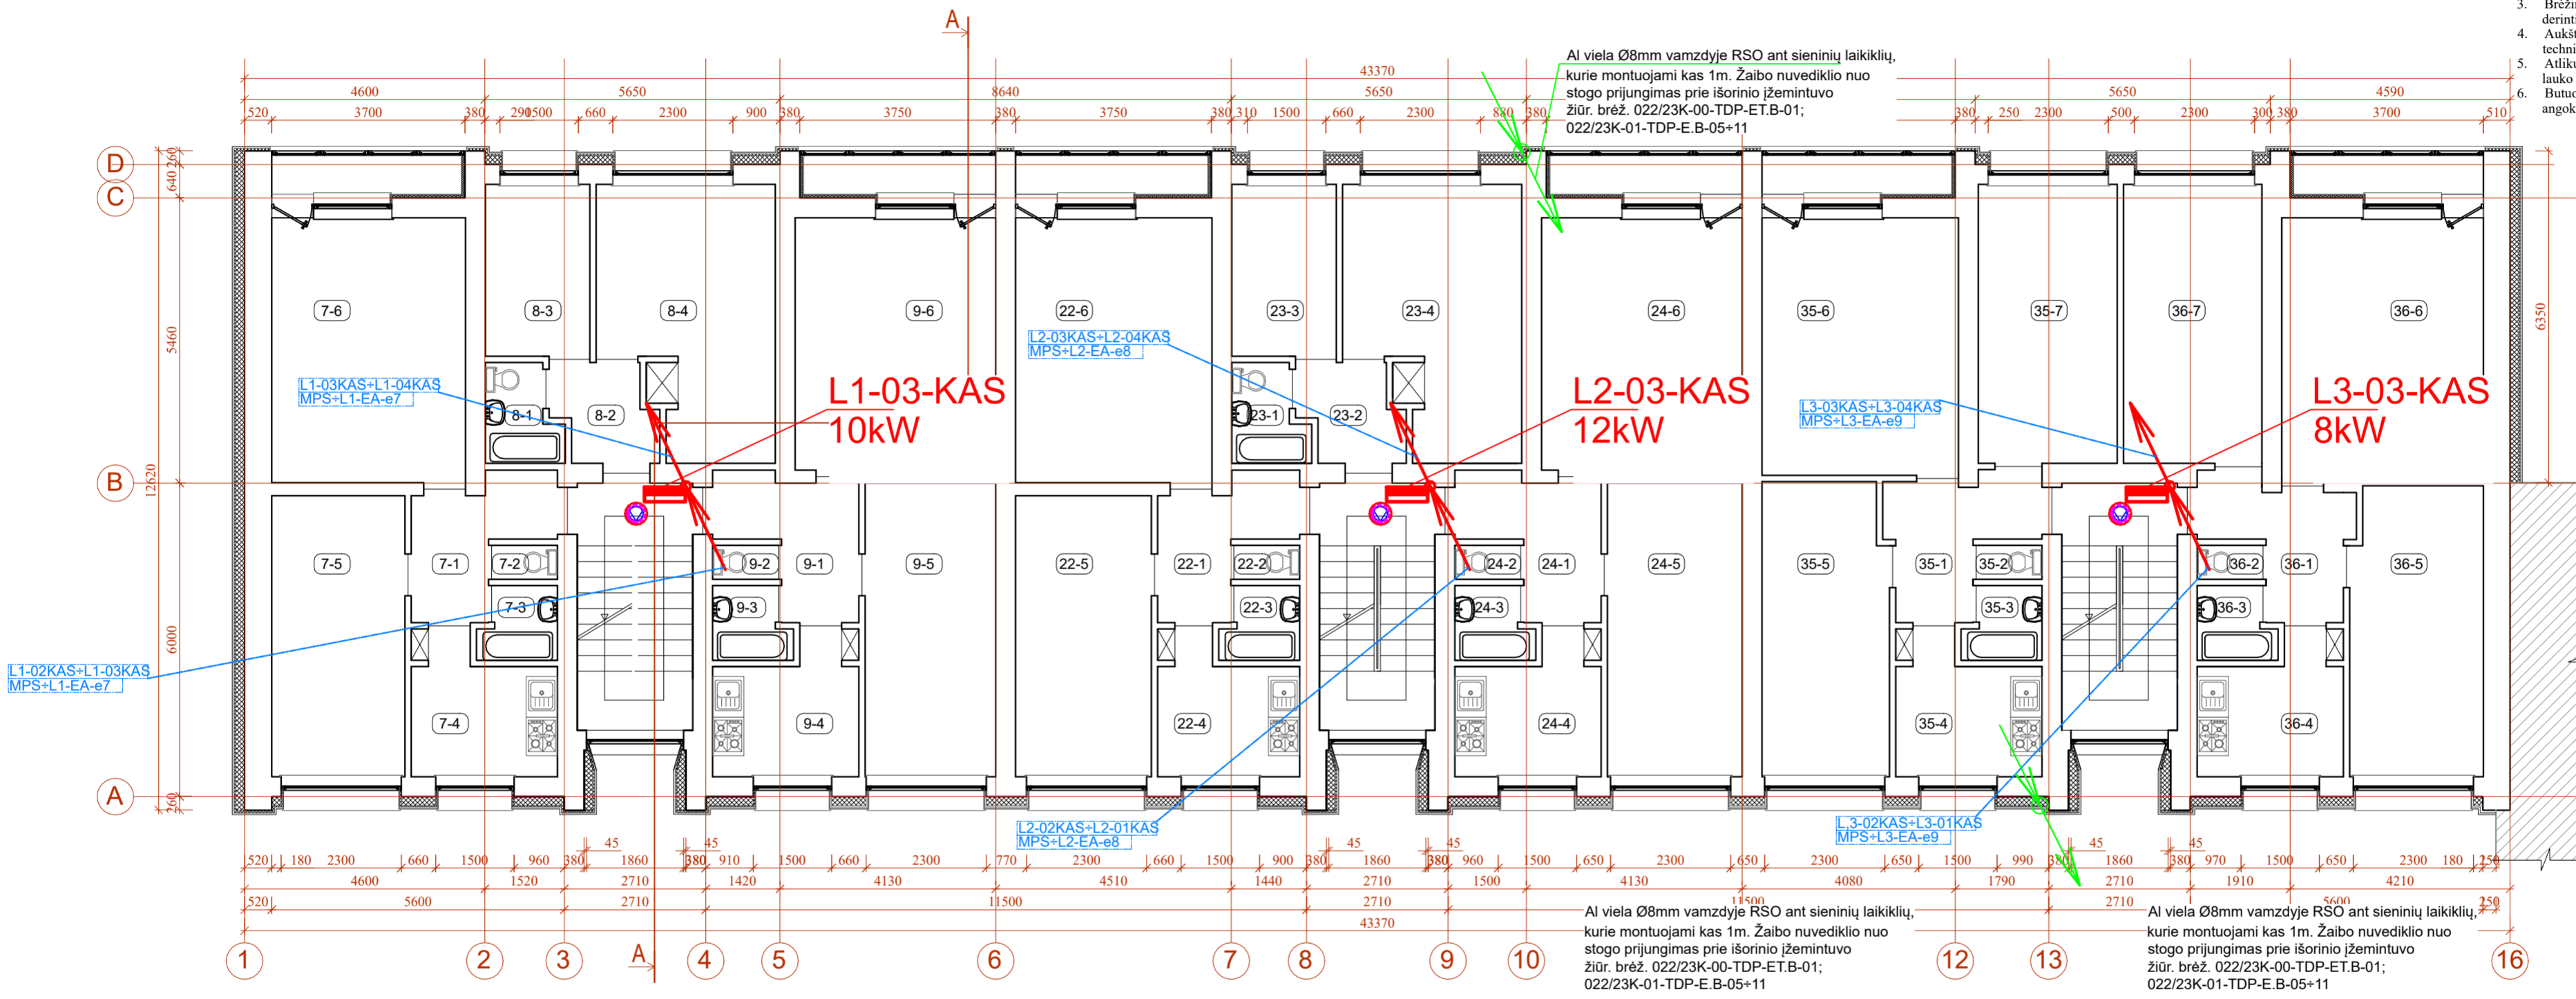 A
3. Brėžin
derinti
4. Aukšt
techni
5. Atliku
lauko
6. Butuo
angok
Al viela Ø8mm vamzdyje RSO ant sieninių laikiklių,
kurie montuojami kas 1m. Žaibo nuvediklio nuo
stogo prijungimas prie išorinio įžemintuvo
žiūr. brėž. 022/23K-00-TDP-ET.B-01;
022/23K-01-TDP-E.B-05÷11
43370
4600 5650 8640 5650 5650 4590
520 3700 380 290 1500 660 2300 900 380 3750 380 3750 380 310 1500 660 2300 880 380 380 250 2300 500 2300 300 380 3700 510
D
C
B
A
260
640
5460
12620
6000
260
6350
7-6 8-3 8-4 9-6 22-6 23-3 23-4 24-6 35-6 35-7 36-7 36-6
L2-03KAS÷L2-04KAS
MPS÷L2-EA-e8
L1-03KAS÷L1-04KAS
MPS÷L1-EA-e7
L1-03-KAS
10kW
L2-03-KAS
12kW
L3-03KAS÷L3-04KAS
MPS÷L3-EA-e9
L3-03-KAS
8kW
8-1 8-2 23-1 23-2
7-5 7-1 7-2 9-2 9-1 9-5 22-5 22-1 22-2 24-2 24-1 24-5 35-5 35-1 35-2 36-2 36-1 36-5
7-3 9-3 22-3 24-3 35-3 36-3
L1-02KAS÷L1-03KAS
MPS÷L1-EA-e7
7-4 9-4 22-4 24-4 35-4 36-4
L2-02KAS÷L2-01KAS
MPS÷L2-EA-e8
L.3-02KAS÷L3-01KAS
MPS÷L3-EA-e9
45 45 45 45 45 45
520 180 2300 660 1500 960 380 1860 380 910 1500 660 2300 770 2300 660 1500 900 380 1860 380 960 1500 650 2300 650 2300 650 1500 990 380 1860 380 970 1500 650 2300 180 250
4600 1520 2710 1420 4130 4510 1440 2710 1500 4130 4080 1790 2710 1910 4210
520 5600 2710 11500 2710 11500 2710 5600 250
43370
Al viela Ø8mm vamzdyje RSO ant sieninių laikiklių,
kurie montuojami kas 1m. Žaibo nuvediklio nuo
stogo prijungimas prie išorinio įžemintuvo
žiūr. brėž. 022/23K-00-TDP-ET.B-01;
022/23K-01-TDP-E.B-05÷11
Al viela Ø8mm vamzdyje RSO ant sieninių laikiklių,
kurie montuojami kas 1m. Žaibo nuvediklio nuo
stogo prijungimas prie išorinio įžemintuvo
žiūr. brėž. 022/23K-00-TDP-ET.B-01;
022/23K-01-TDP-E.B-05÷11
1 2 3 A 4 5 6 7 8 9 10 12 13 16